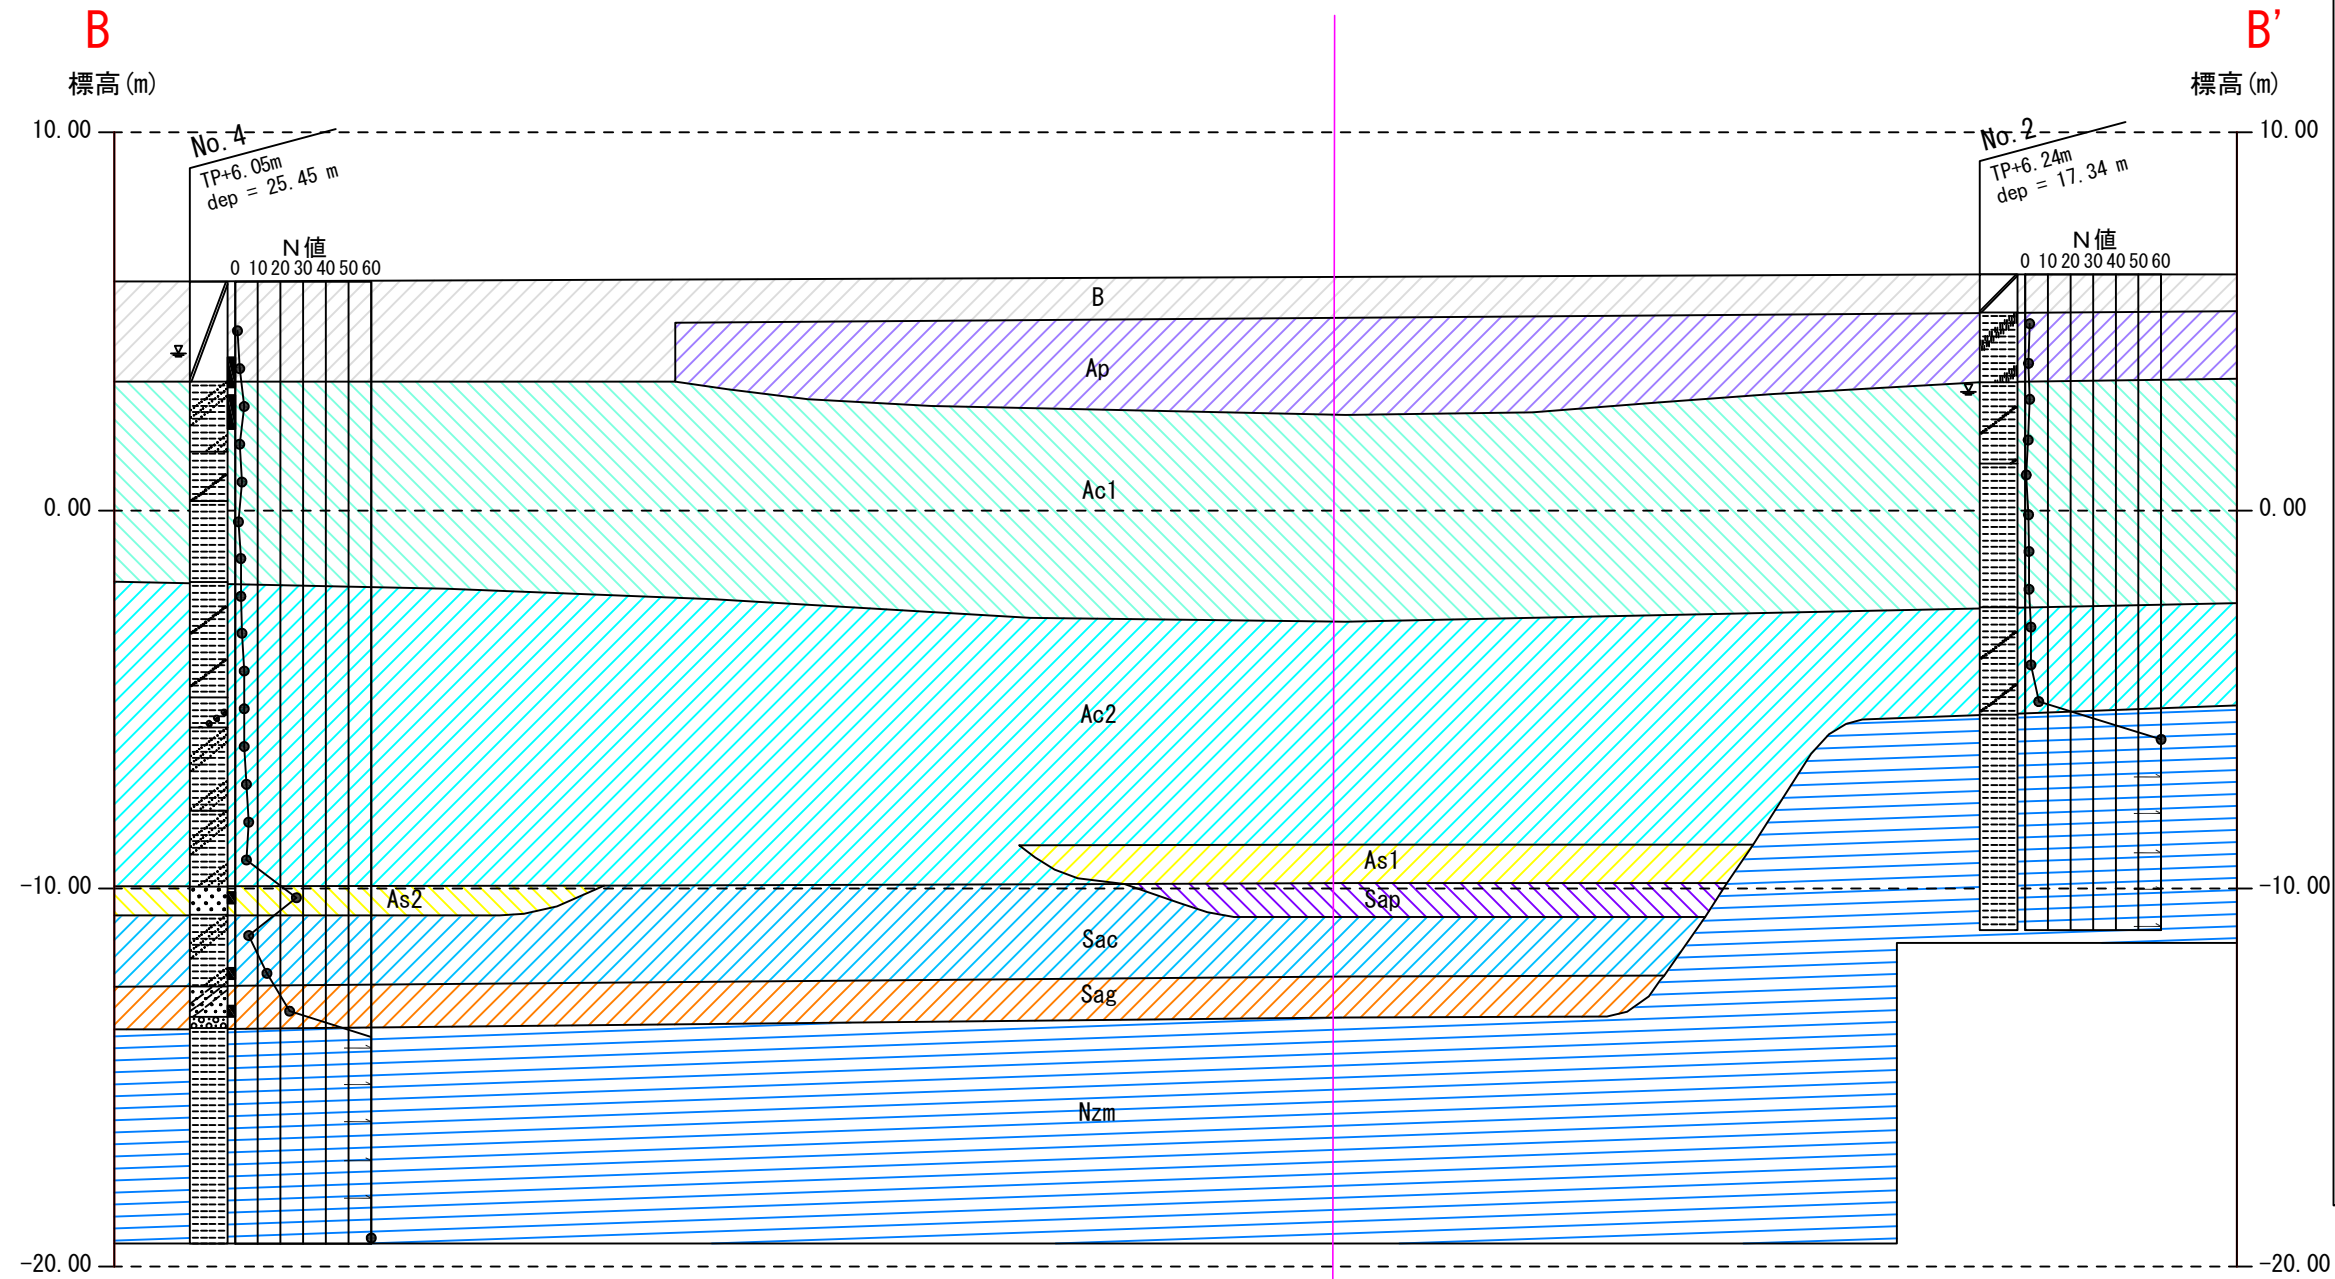 B
B'
標高(m)
標高(m)
10.00
10.00
No.4
TP+6.05m
dep = 25.45 m
No.2
TP+6.24m
dep = 17.34 m
N値
0 10 20 30 40 50 60
N値
0 10 20 30 40 50 60
B
Ap
Ac1
0.00
0.00
Ac2
As1
-10.00
-10.00
As2
Sap
Sac
Sag
Nzm
-20.00
-20.00